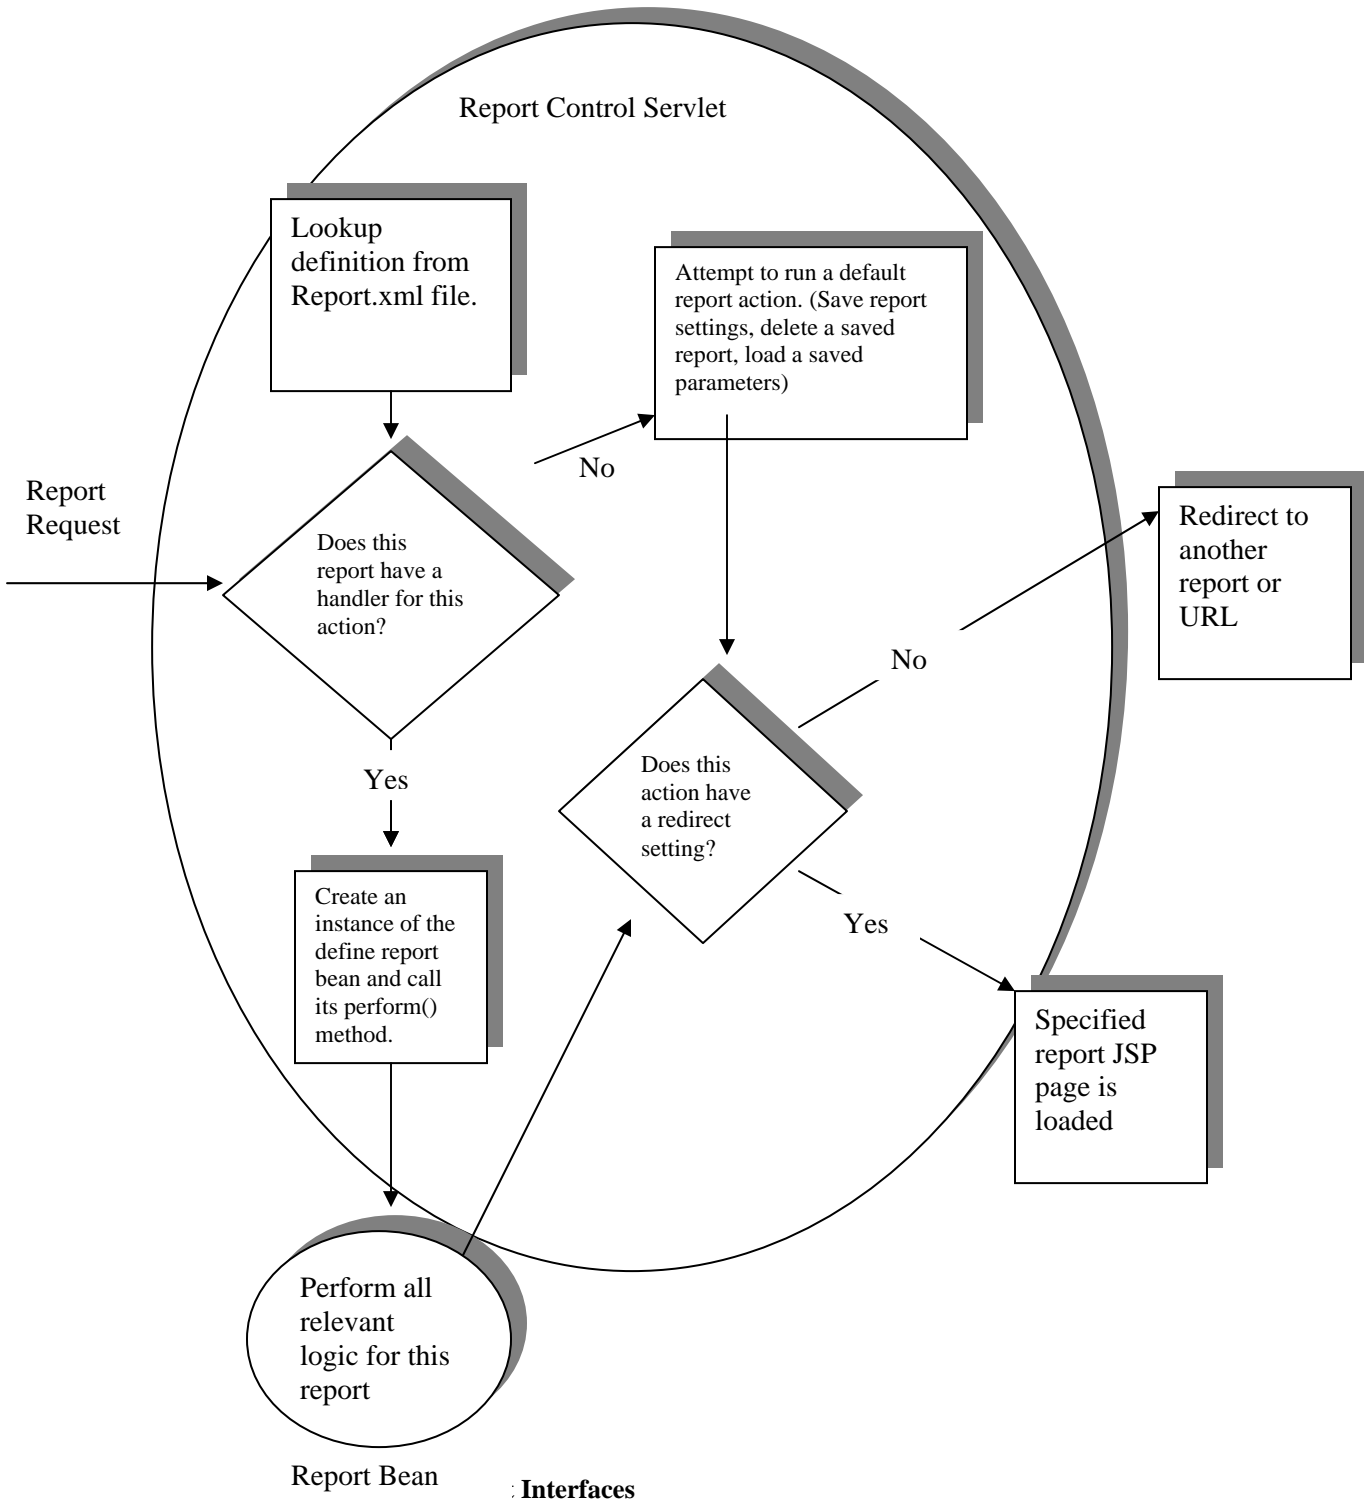 Report Control Servlet
Lookup
definition from
Report.xml file.
Attempt to run a default
report action. (Save report
settings, delete a saved
report, load a saved
parameters)
No
Report
Request
Does this
report have a
handler for this
action?
Redirect to
another
report or
URL
No
Yes
Does this
action have
a redirect
setting?
Create an
instance of the
define report
bean and call
its perform()
method.
Yes
Specified
report JSP
page is
loaded
Perform all
relevant
logic for this
report
Report Bean
: Interfaces